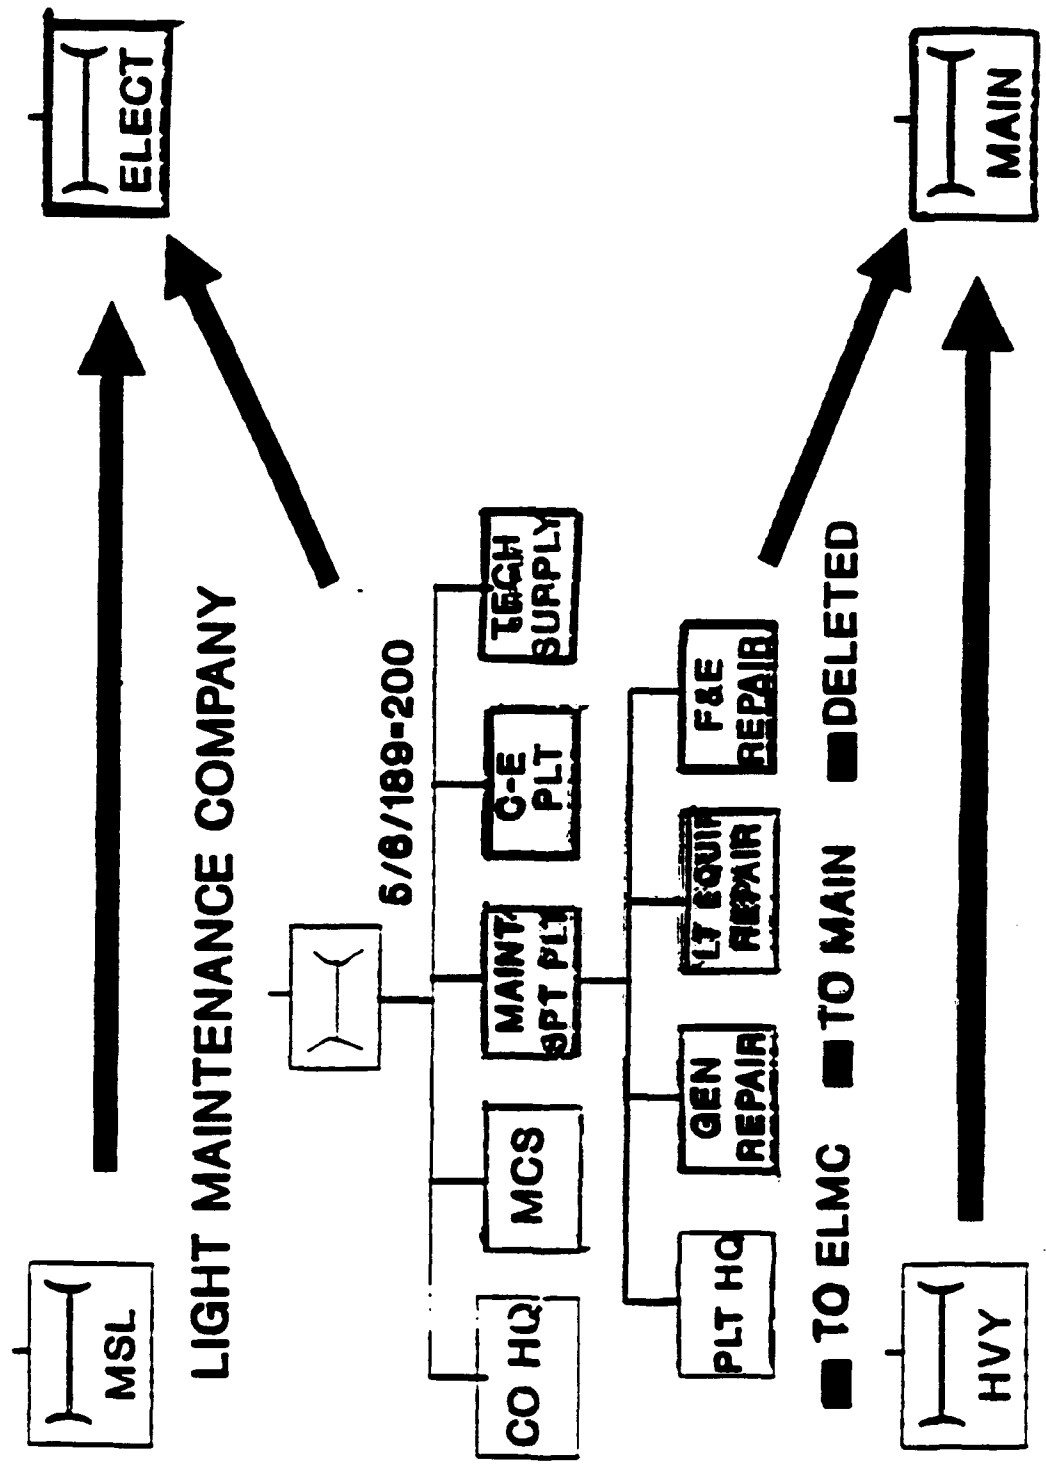 MSL
ELECT
LIGHT MAINTENANCE COMPANY
5/6/189=200
CO HQ
MCS
MAINT
SPT PLT
C-E
PLT
TECH
SUPPLY
PLT HQ
GEN
REPAIR
LT EQUIP
REPAIR
F&E
REPAIR
TO ELMC
TO MAIN
DELETED
HVY
MAIN